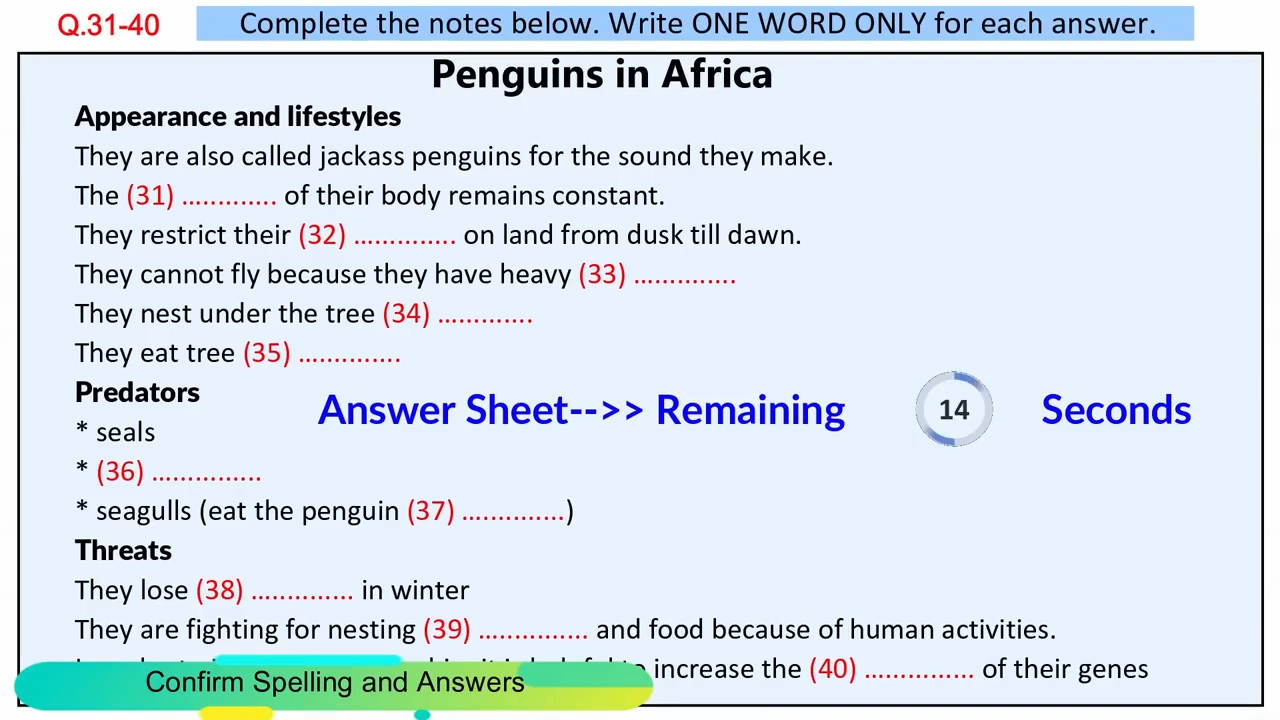 Q.31-40 Complete the notes below. Write ONE WORD ONLY for each answer.
Penguins in Africa
Appearance and lifestyles
They are also called jackass penguins for the sound they make.
The (31) ............. of their body remains constant.
They restrict their (32) .............. on land from dusk till dawn.
They cannot fly because they have heavy (33) ..............
They nest under the tree (34) .............
They eat tree (35) ..............
Predators
Answer Sheet-->> Remaining 14 Seconds
* seals
* (36) ...............
* seagulls (eat the penguin (37) ..............)
Threats
They lose (38) .............. in winter
They are fighting for nesting (39) ............... and food because of human activities.
increase the (40) ............... of their genes
Confirm Spelling and Answers